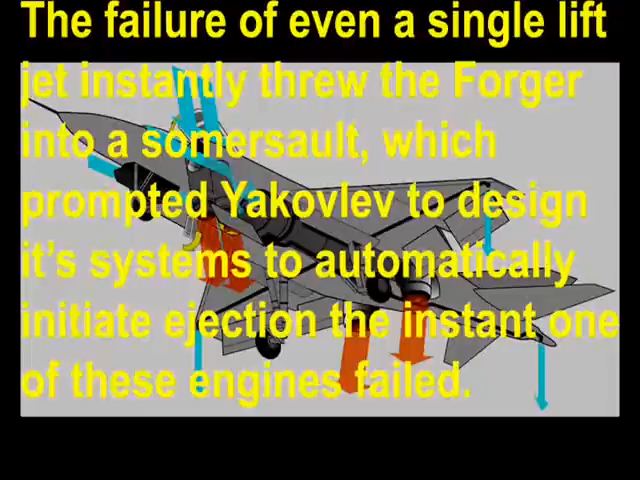 The failure of even a single lift
jet instantly threw the Forger
into a somersault, which
prompted Yakovlev to design
it's systems to automatically
initiate ejection the instant one
of these engines failed.